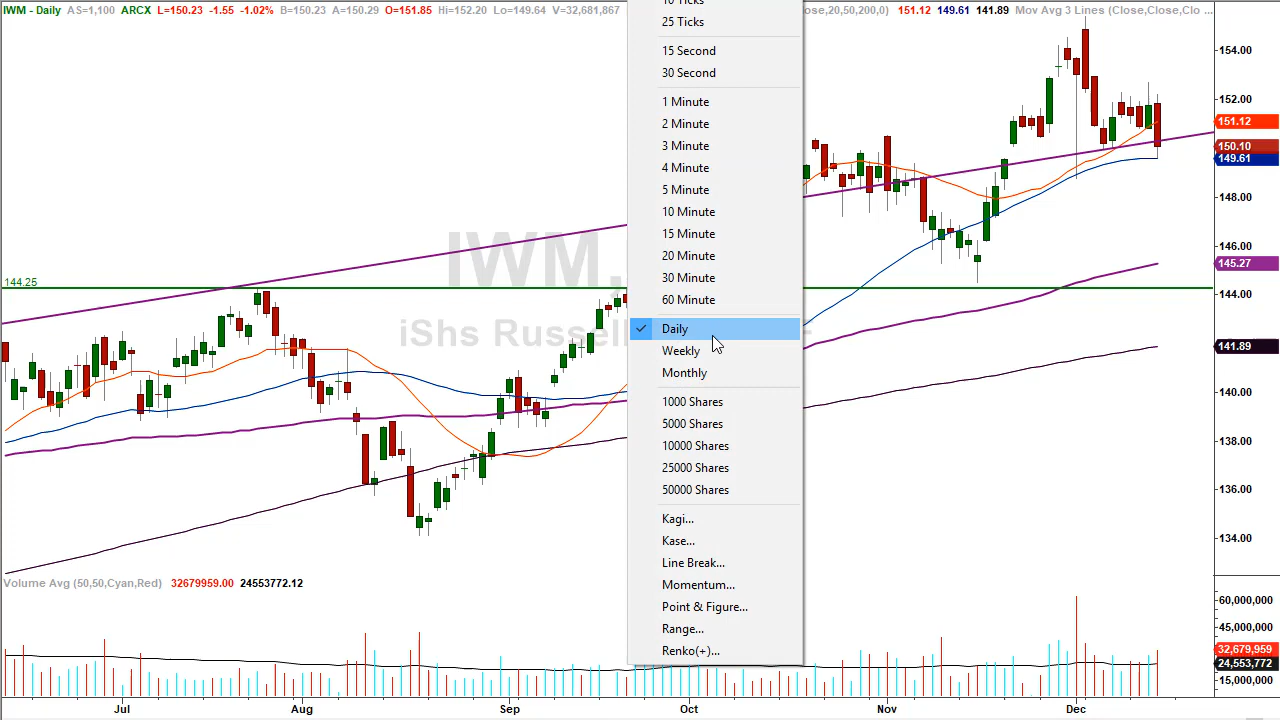 IWM - Daily AS=1,100 ARCX L=150.23 -1.55 -1.02% B=150.23 A=150.29 O=151.85 Hi=152.20 Lo=149.64 V=32,681,867
ose,20,50,200,0) 151.12 149.61 141.89 Mov Avg 3 Lines (Close,Close,Clo ...
10 Ticks
25 Ticks
15 Second
30 Second
1 Minute
2 Minute
3 Minute
4 Minute
5 Minute
10 Minute
15 Minute
20 Minute
30 Minute
60 Minute
Daily
Weekly
Monthly
1000 Shares
5000 Shares
10000 Shares
25000 Shares
50000 Shares
Kagi...
Kase...
Line Break...
Momentum...
Point & Figure...
Range...
Renko(+)...
IWM,
iShs Russell
144.25
154.00
152.00
151.12
150.10
149.61
148.00
146.00
145.27
144.00
141.89
140.00
138.00
136.00
134.00
Volume Avg (50,50,Cyan,Red) 32679959.00 24553772.12
60,000,000
45,000,000
32,679,959
24,553,772
15,000,000
Jul Aug Sep Oct Nov Dec